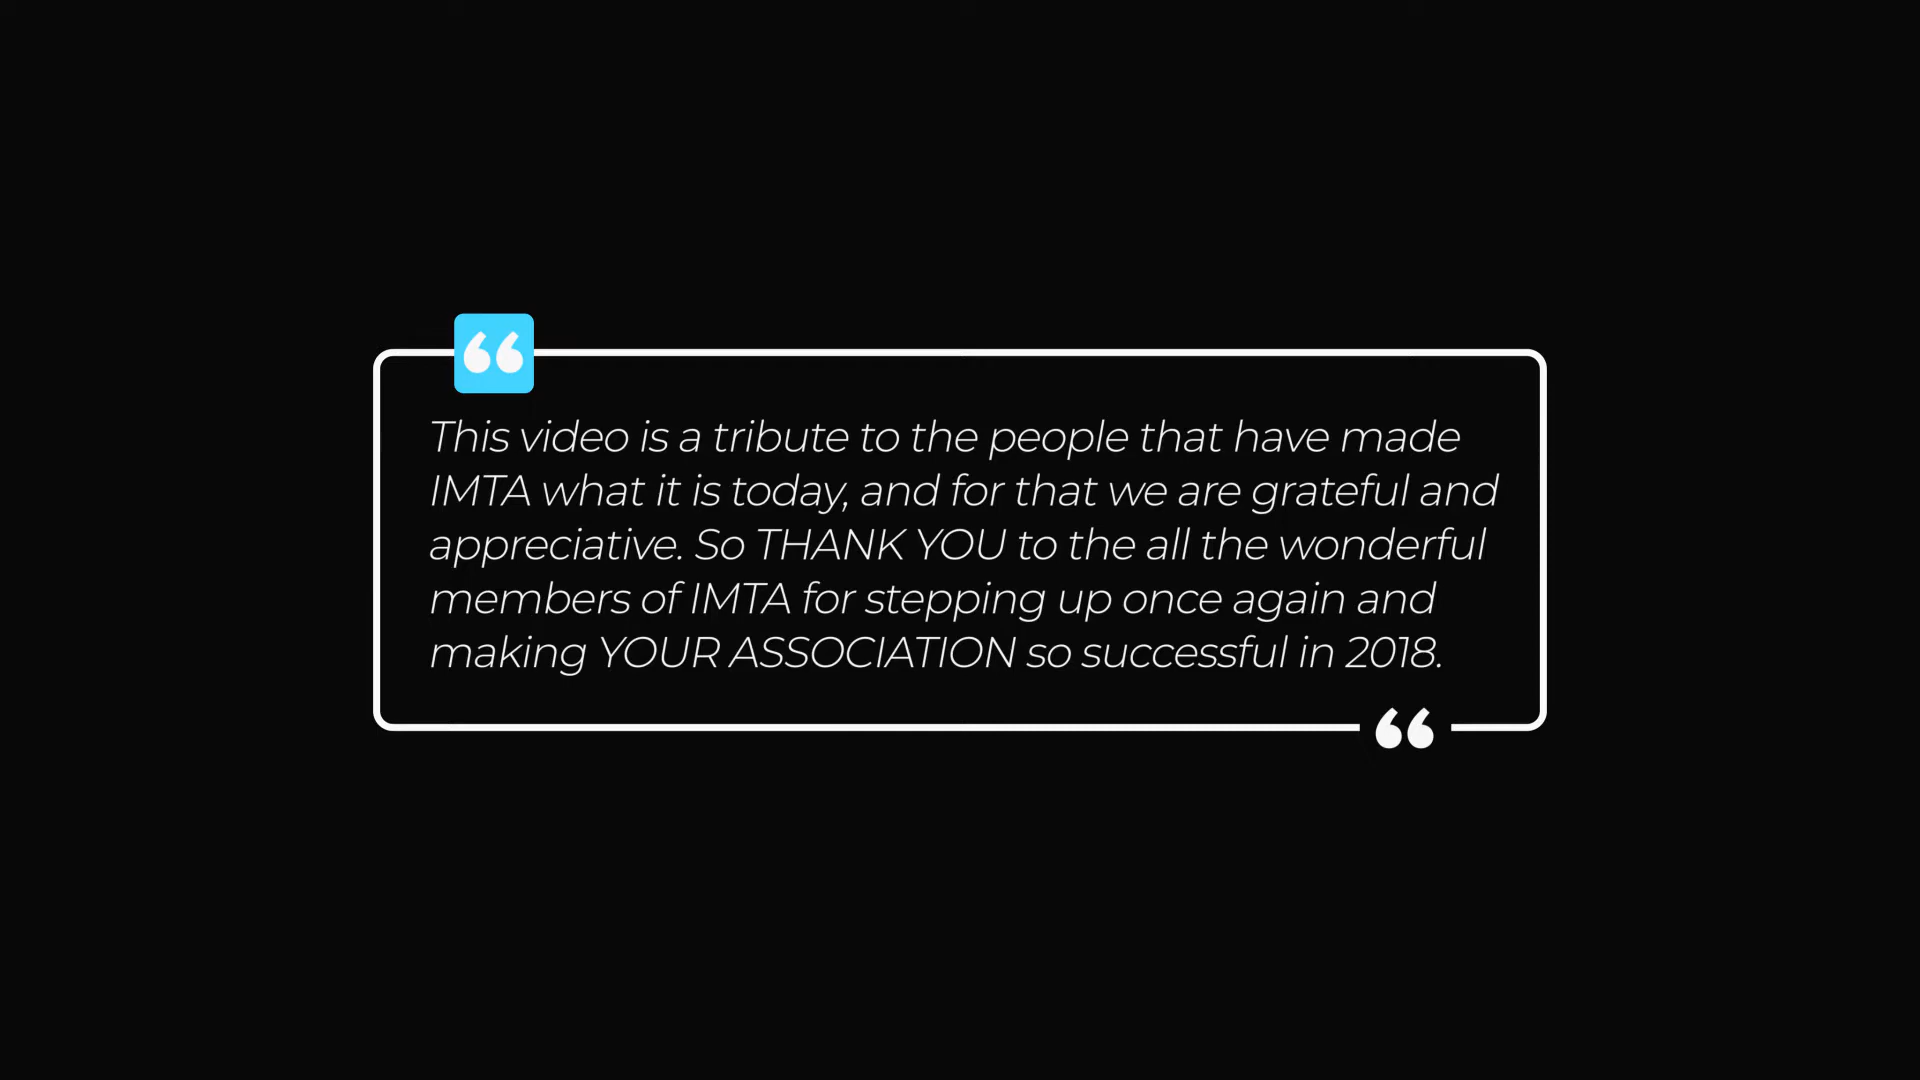 “
This video is a tribute to the people that have made
IMTA what it is today, and for that we are grateful and
appreciative. So THANK YOU to the all the wonderful
members of IMTA for stepping up once again and
making YOUR ASSOCIATION so successful in 2018.
“